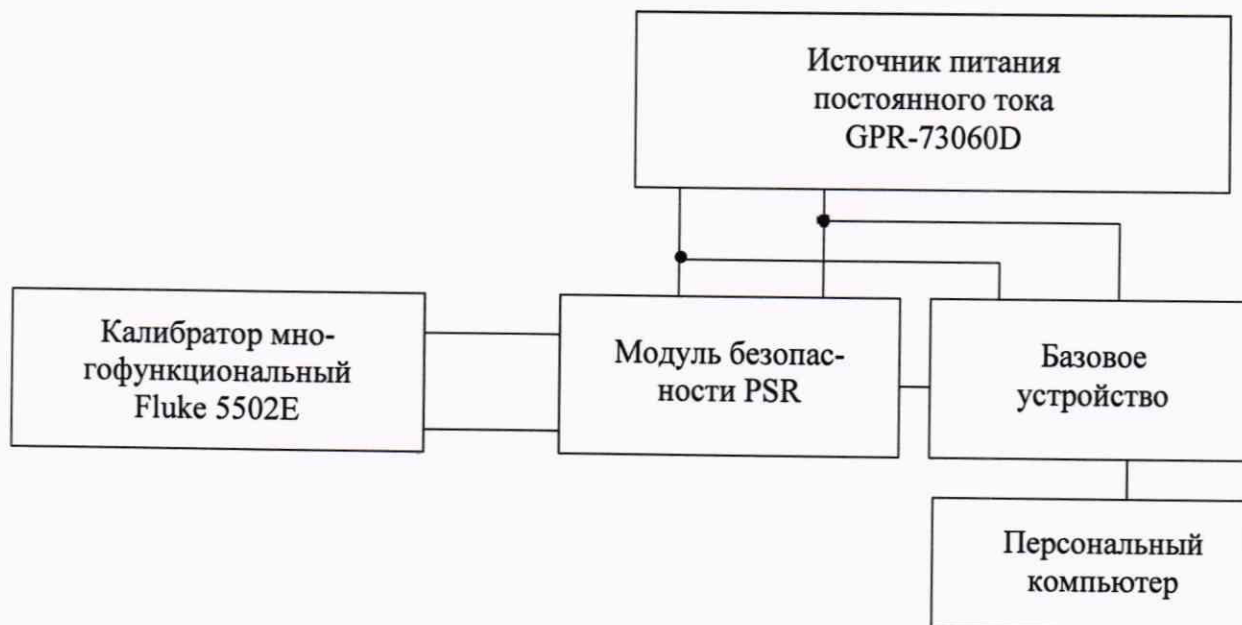 Источник питания
постоянного тока
GPR-73060D
Калибратор мно-
гофункциональный
Fluke 5502E
Модуль безопас-
ности PSR
Базовое
устройство
Персональный
компьютер